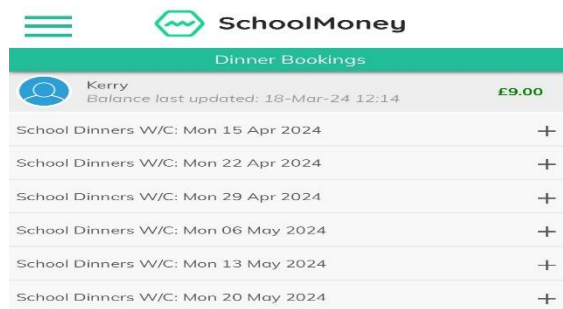 SchoolMoney
Dinner Bookings
Kerry
Balance last updated: 18-Mar-24 12:14
£9.00
School Dinners W/C: Mon 15 Apr 2024
School Dinners W/C: Mon 22 Apr 2024
School Dinners W/C: Mon 29 Apr 2024
School Dinners W/C: Mon 06 May 2024
School Dinners W/C: Mon 13 May 2024
School Dinners W/C: Mon 20 May 2024